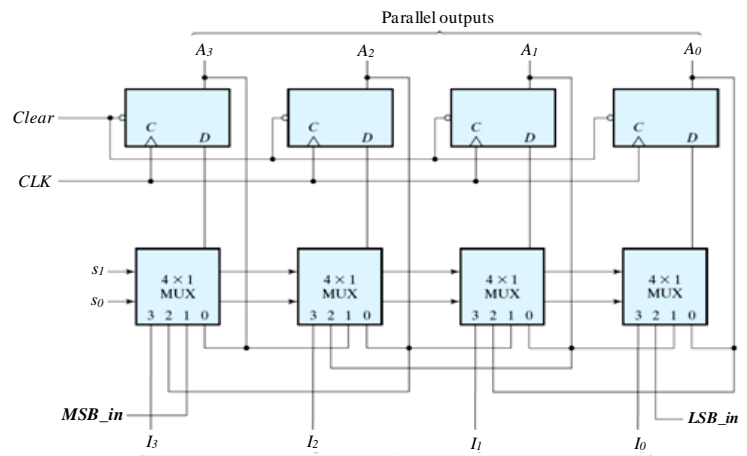 Parallel outputs
A3 A2 A1 A0
Clear
C D C D C D C D
CLK
s1
4 × 1 4 × 1 4 × 1 4 × 1
MUX MUX MUX MUX
s0
3 2 1 0 3 2 1 0 3 2 1 0 3 2 1 0
MSB_in LSB_in
I3 I2 I1 I0